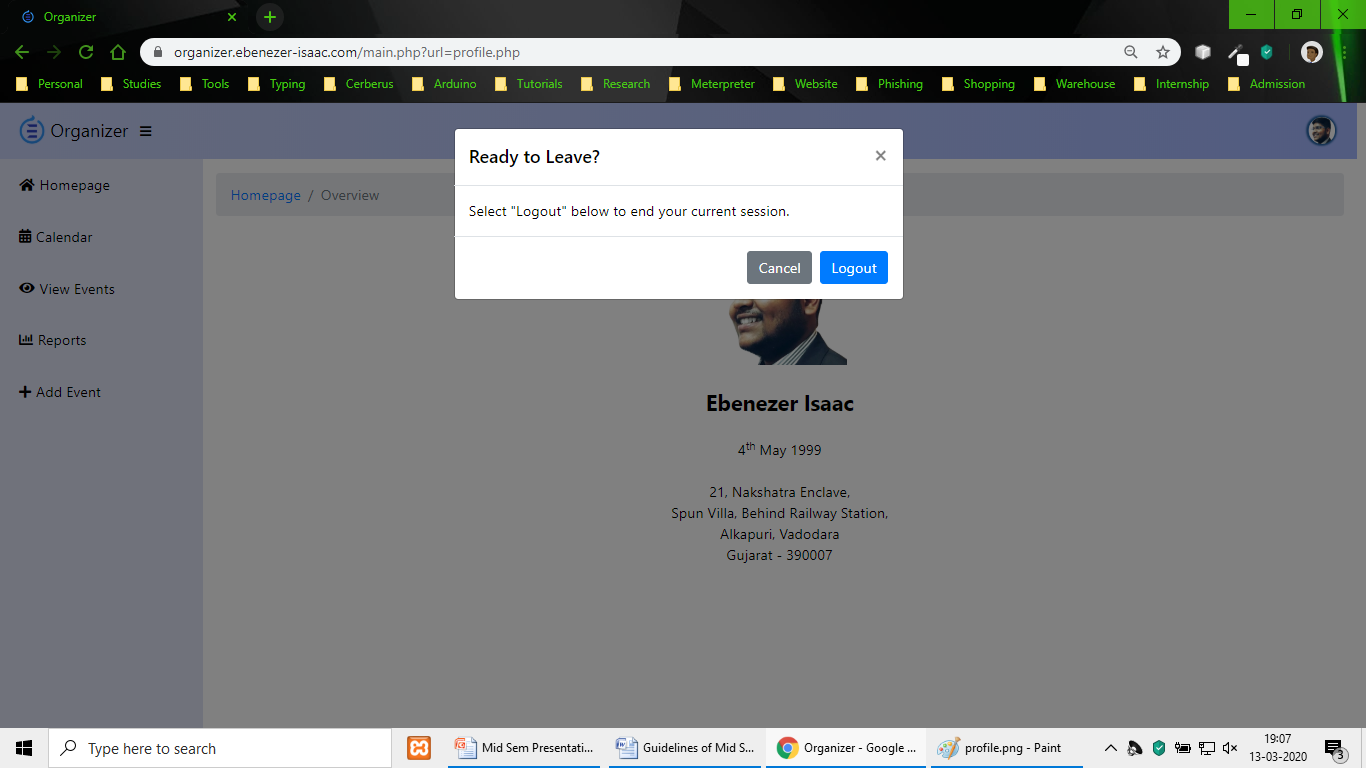 Organizer
organizer.ebenezer-isaac.com/main.php?url=profile.php
Personal Studies Tools Typing Cerberus Arduino Tutorials Research Meterpreter Website Phishing Shopping Warehouse Internship Admission
Organizer
Ready to Leave?
×
Select "Logout" below to end your current session.
Cancel Logout
Homepage
Calendar
View Events
Reports
Add Event
Homepage / Overview
Ebenezer Isaac
4th May 1999
21, Nakshatra Enclave,
Spun Villa, Behind Railway Station,
Alkapuri, Vadodara
Gujarat - 390007
Type here to search
Mid Sem Presentati...
Guidelines of Mid S...
Organizer - Google ...
profile.png - Paint
19:07
13-03-2020
3